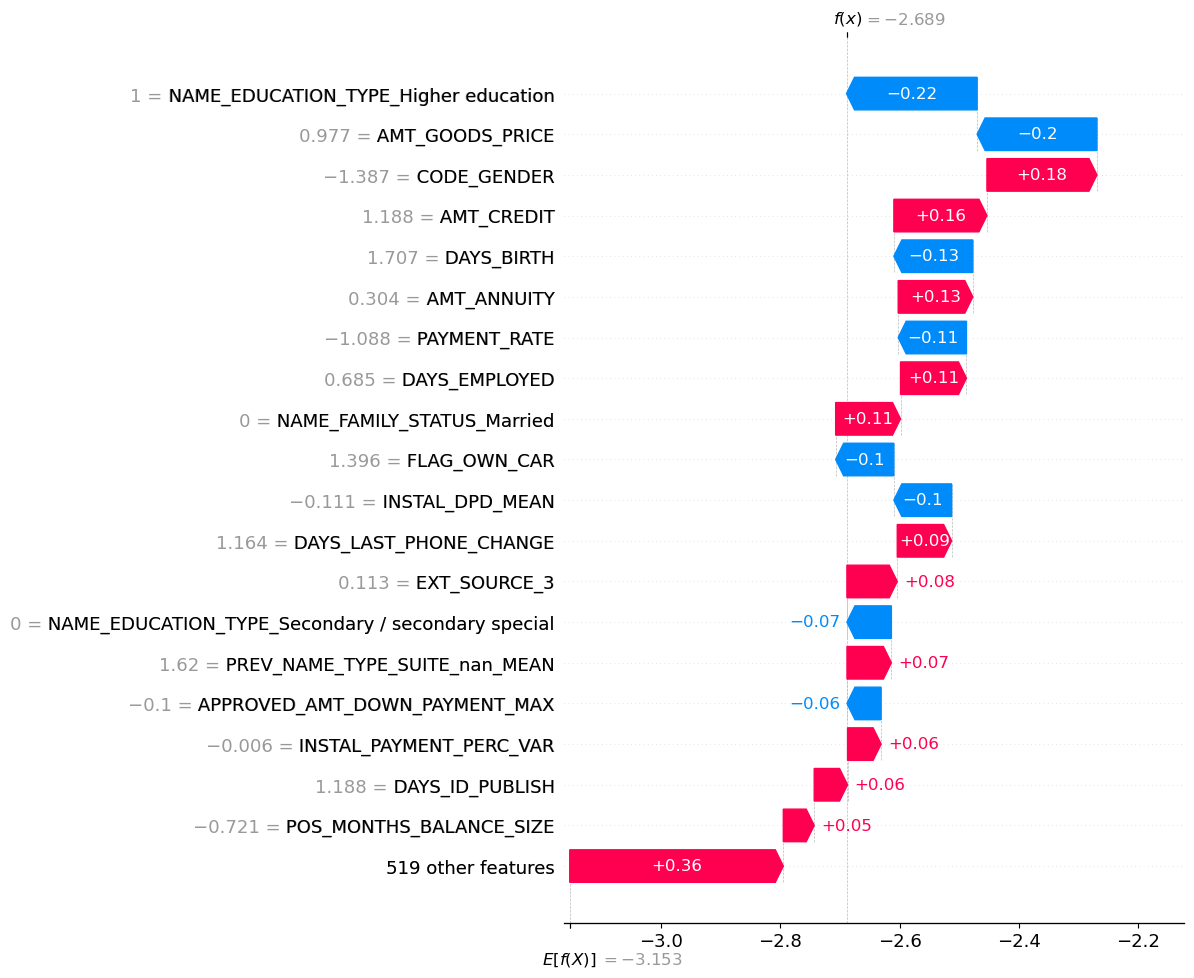 f(x) = −2.689
1 = NAME_EDUCATION_TYPE_Higher education −0.22
0.977 = AMT_GOODS_PRICE −0.2
−1.387 = CODE_GENDER +0.18
1.188 = AMT_CREDIT +0.16
1.707 = DAYS_BIRTH −0.13
0.304 = AMT_ANNUITY +0.13
−1.088 = PAYMENT_RATE −0.11
0.685 = DAYS_EMPLOYED +0.11
0 = NAME_FAMILY_STATUS_Married +0.11
1.396 = FLAG_OWN_CAR −0.1
−0.111 = INSTAL_DPD_MEAN −0.1
1.164 = DAYS_LAST_PHONE_CHANGE +0.09
0.113 = EXT_SOURCE_3 +0.08
0 = NAME_EDUCATION_TYPE_Secondary / secondary special −0.07
1.62 = PREV_NAME_TYPE_SUITE_nan_MEAN +0.07
−0.1 = APPROVED_AMT_DOWN_PAYMENT_MAX −0.06
−0.006 = INSTAL_PAYMENT_PERC_VAR +0.06
1.188 = DAYS_ID_PUBLISH +0.06
−0.721 = POS_MONTHS_BALANCE_SIZE +0.05
519 other features +0.36
−3.0 −2.8 −2.6 −2.4 −2.2
E[f(X)] = −3.153